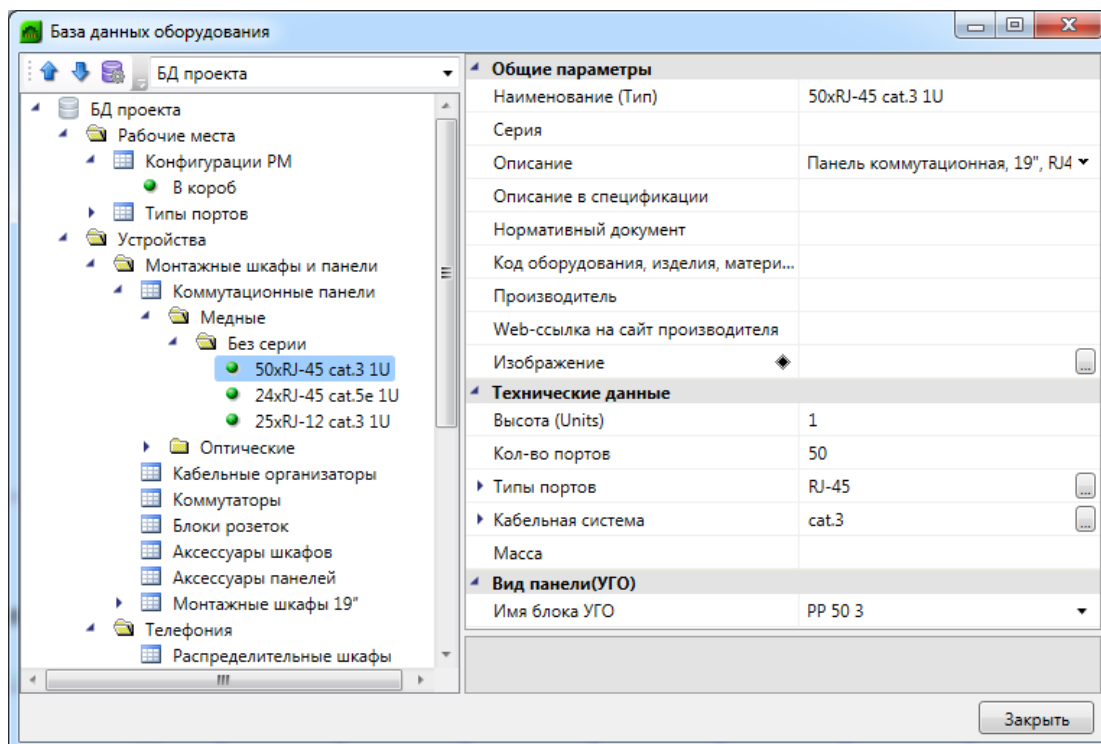 База данных оборудования
БД проекта
БД проекта
Рабочие места
Конфигурации РМ
В короб
Типы портов
Устройства
Монтажные шкафы и панели
Коммутационные панели
Медные
Без серии
50xRJ-45 cat.3 1U
24xRJ-45 cat.5e 1U
25xRJ-12 cat.3 1U
Оптические
Кабельные организаторы
Коммутаторы
Блоки розеток
Аксессуары шкафов
Аксессуары панелей
Монтажные шкафы 19"
Телефония
Распределительные шкафы
Общие параметры
Наименование (Тип) 50xRJ-45 cat.3 1U
Серия
Описание Панель коммутационная, 19", RJ4
Описание в спецификации
Нормативный документ
Код оборудования, изделия, матери...
Производитель
Web-ссылка на сайт производителя
Изображение ...
Технические данные
Высота (Units) 1
Кол-во портов 50
Типы портов RJ-45 ...
Кабельная система cat.3 ...
Масса
Вид панели(УГО)
Имя блока УГО PP 50 3
Закрыть